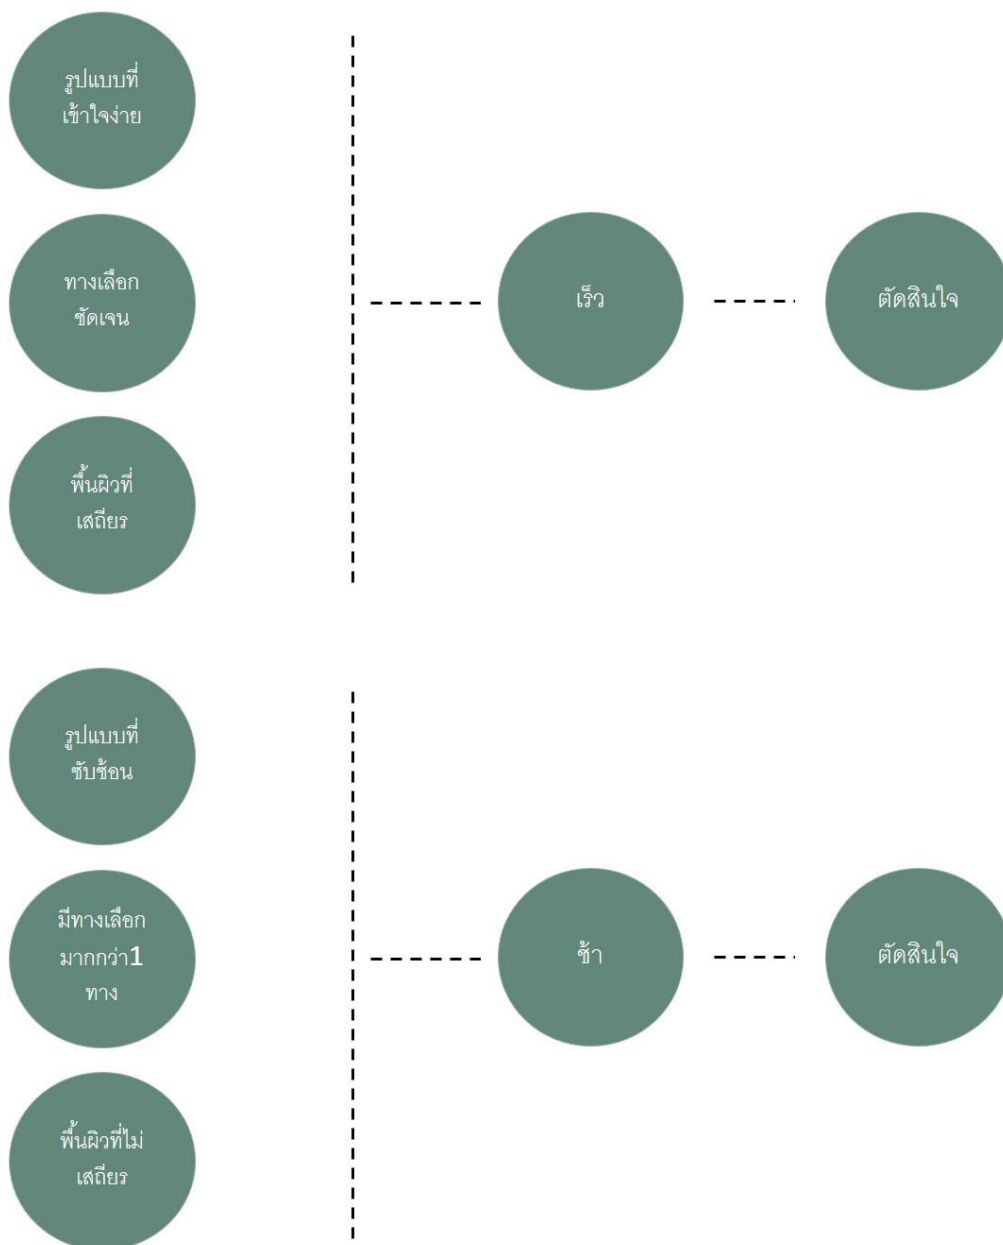 รูปแบบที่
เข้าใจง่าย
ทางเลือก
ชัดเจน
พื้นผิวที่
เสถียร
เร็ว
ตัดสินใจ
รูปแบบที่
ซับซ้อน
มีทางเลือก
มากกว่า1
ทาง
พื้นผิวที่ไม่
เสถียร
ช้า
ตัดสินใจ